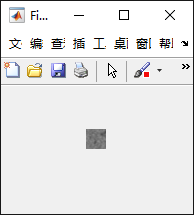 Fi...
文 编 查 插 工 桌 窗 帮